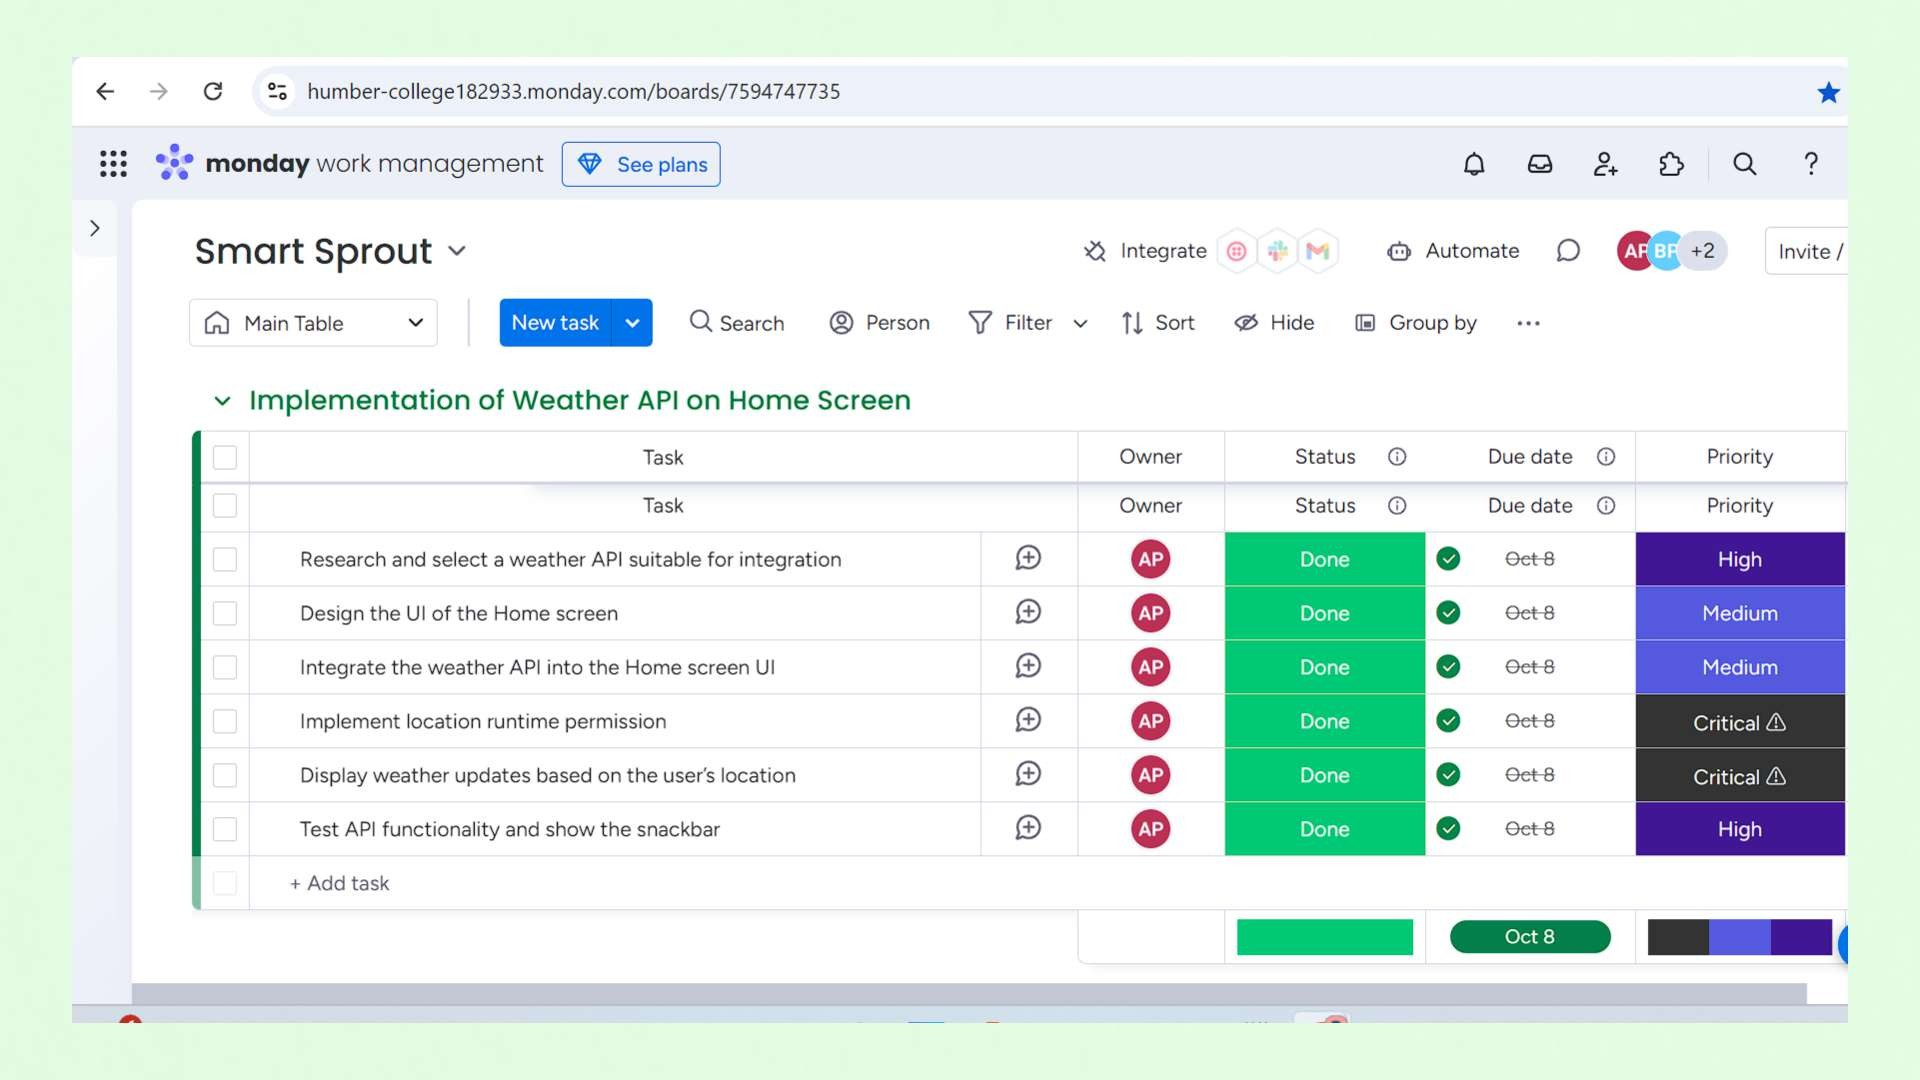 humber-college182933.monday.com/boards/7594747735
monday work management See plans
Smart Sprout Integrate Automate AP BP +2 Invite /
Main Table New task Search Person Filter Sort Hide Group by
Implementation of Weather API on Home Screen
Task Owner Status Due date Priority
Task Owner Status Due date Priority
Research and select a weather API suitable for integration AP Done Oct 8 High
Design the UI of the Home screen AP Done Oct 8 Medium
Integrate the weather API into the Home screen UI AP Done Oct 8 Medium
Implement location runtime permission AP Done Oct 8 Critical
Display weather updates based on the user’s location AP Done Oct 8 Critical
Test API functionality and show the snackbar AP Done Oct 8 High
+ Add task
Oct 8